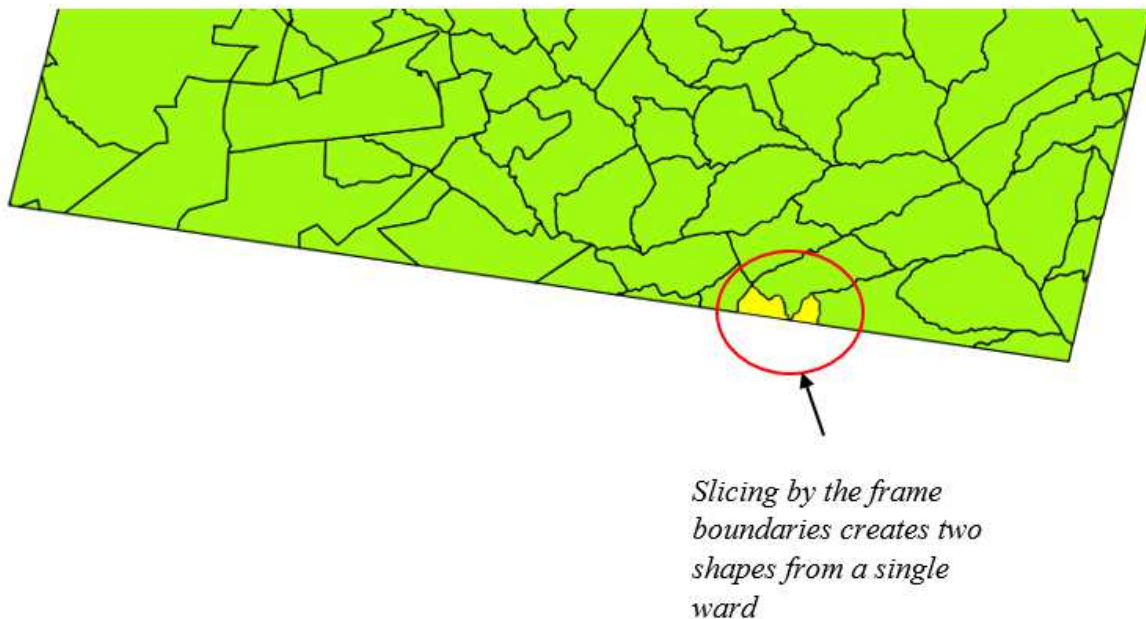 Slicing by the frame
boundaries creates two
shapes from a single
ward